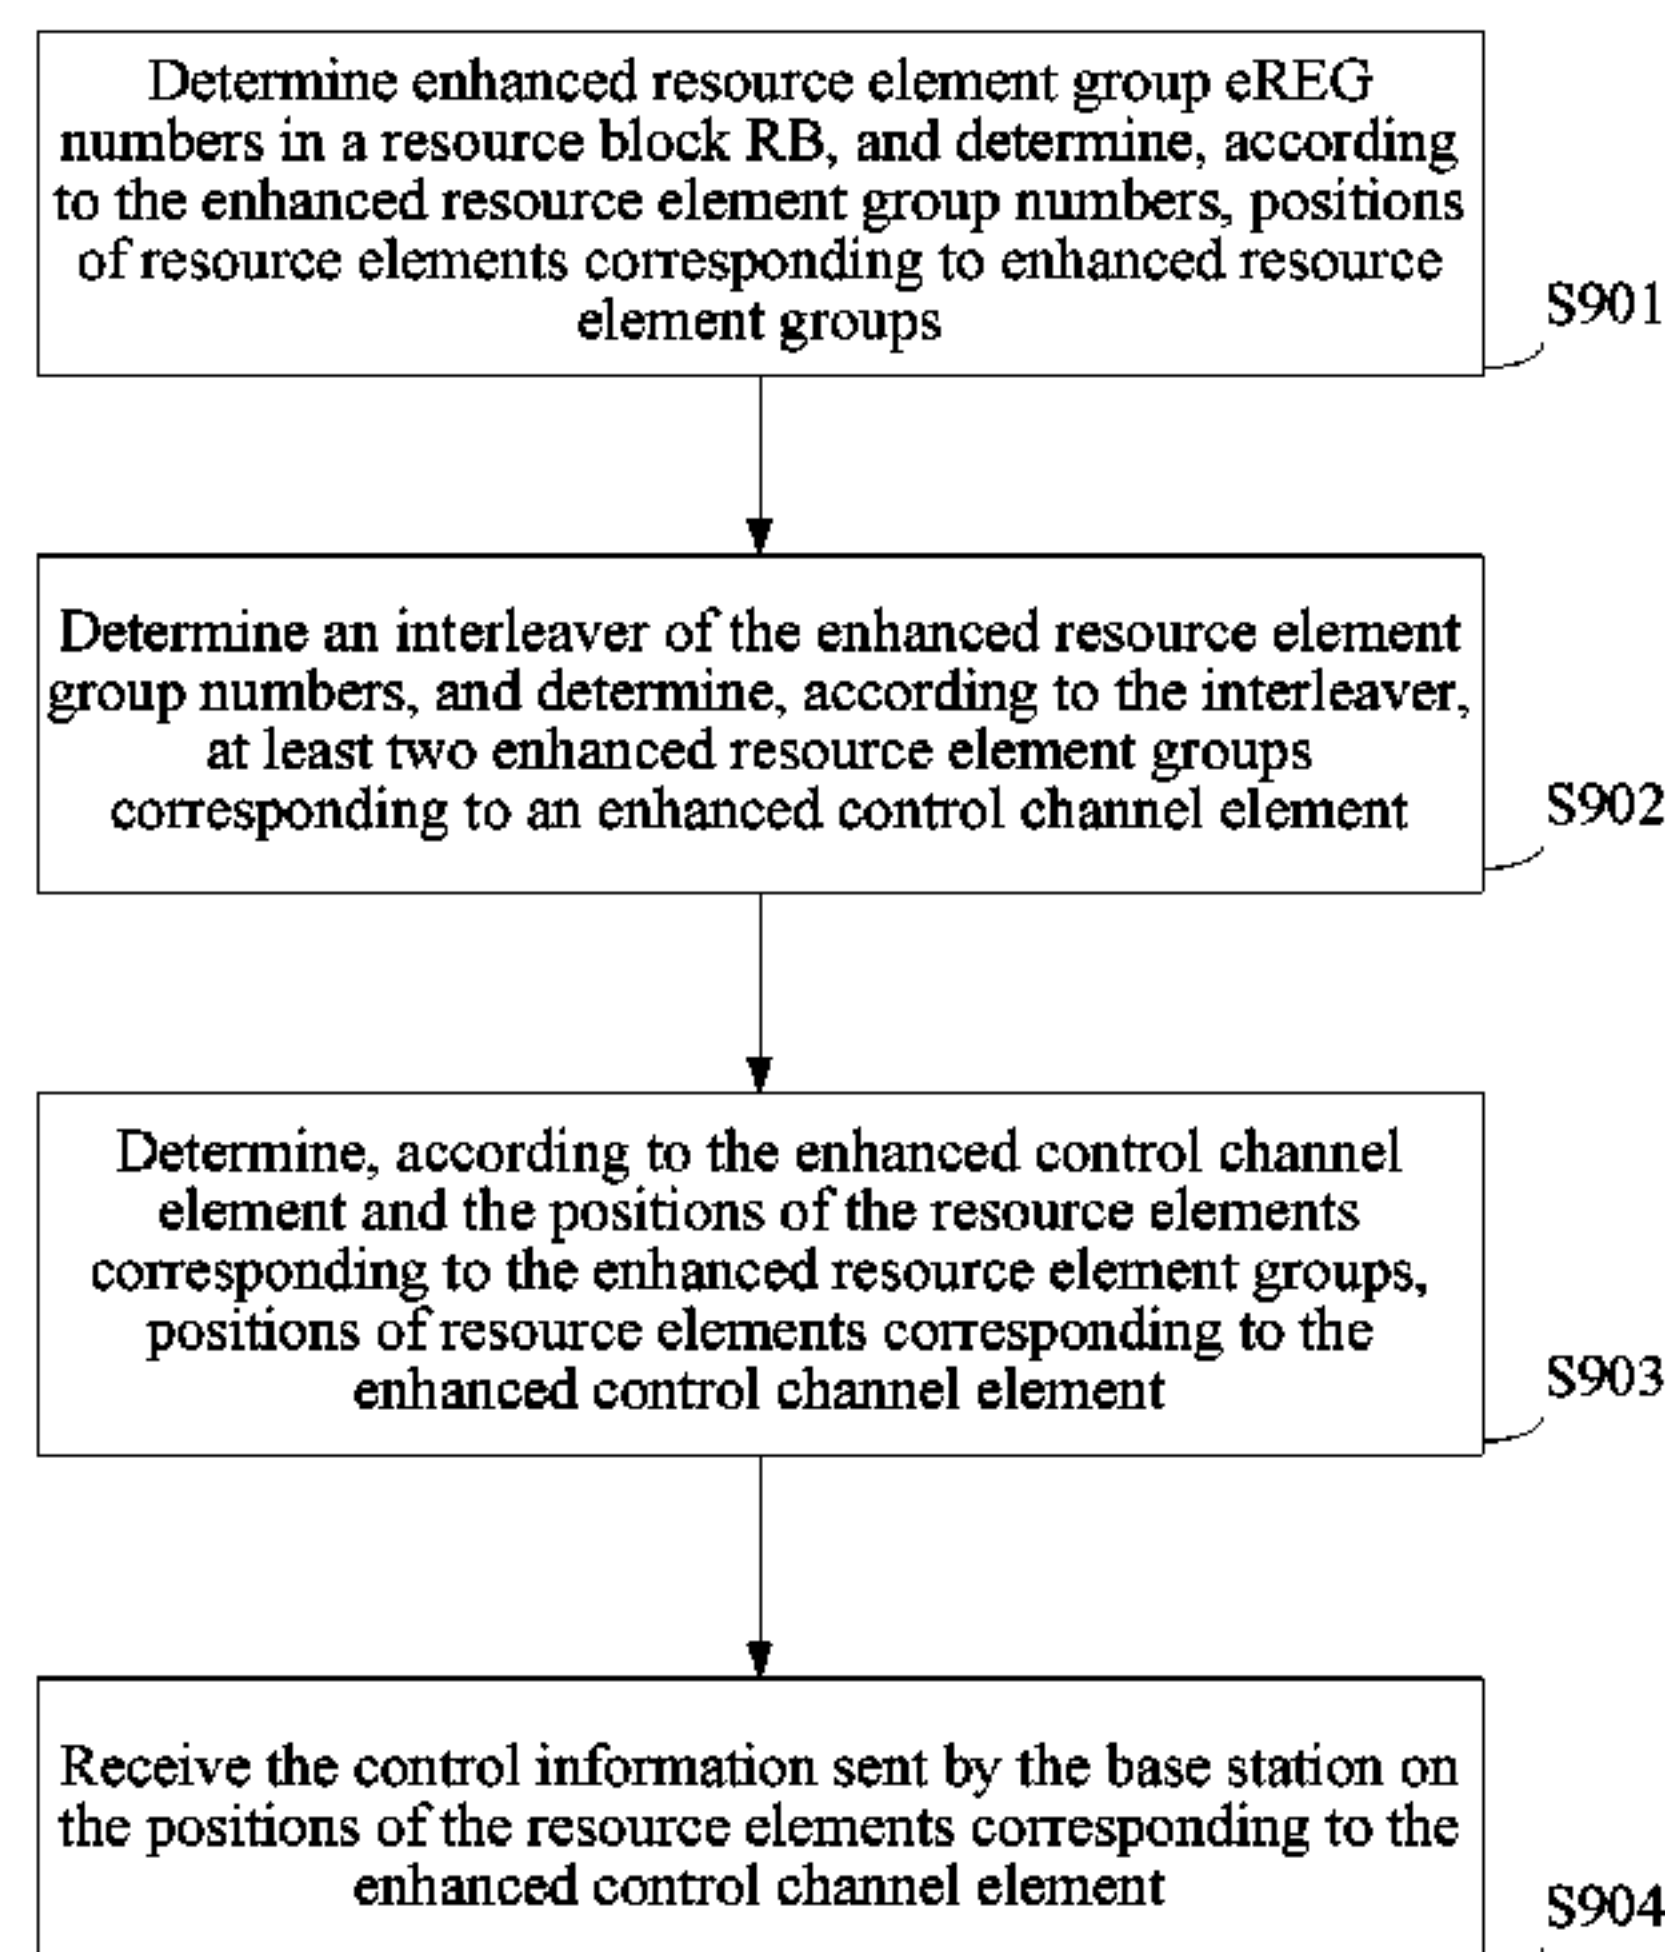 Determine enhanced resource element group eREG
numbers in a resource block RB, and determine, according
to the enhanced resource element group numbers, positions
of resource elements corresponding to enhanced resource
element groups
S901
Determine an interleaver of the enhanced resource element
group numbers, and determine, according to the interleaver,
at least two enhanced resource element groups
corresponding to an enhanced control channel element
S902
Determine, according to the enhanced control channel
element and the positions of the resource elements
corresponding to the enhanced resource element groups,
positions of resource elements corresponding to the
enhanced control channel element
S903
Receive the control information sent by the base station on
the positions of the resource elements corresponding to the
enhanced control channel element
S904